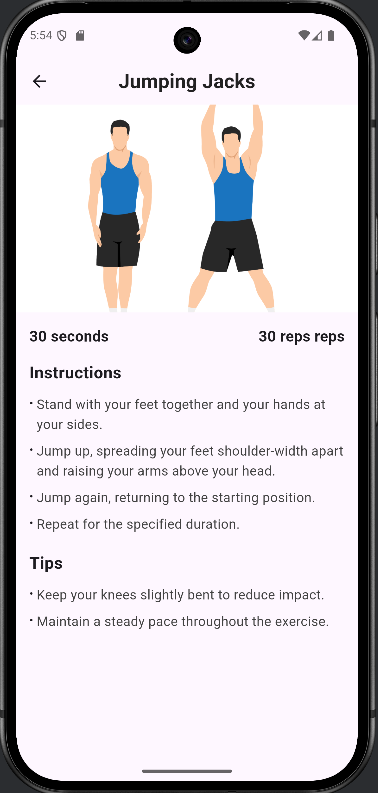 5:54
Jumping Jacks
30 seconds 30 reps reps
Instructions
• Stand with your feet together and your hands at
your sides.
• Jump up, spreading your feet shoulder-width apart
and raising your arms above your head.
• Jump again, returning to the starting position.
• Repeat for the specified duration.
Tips
• Keep your knees slightly bent to reduce impact.
• Maintain a steady pace throughout the exercise.